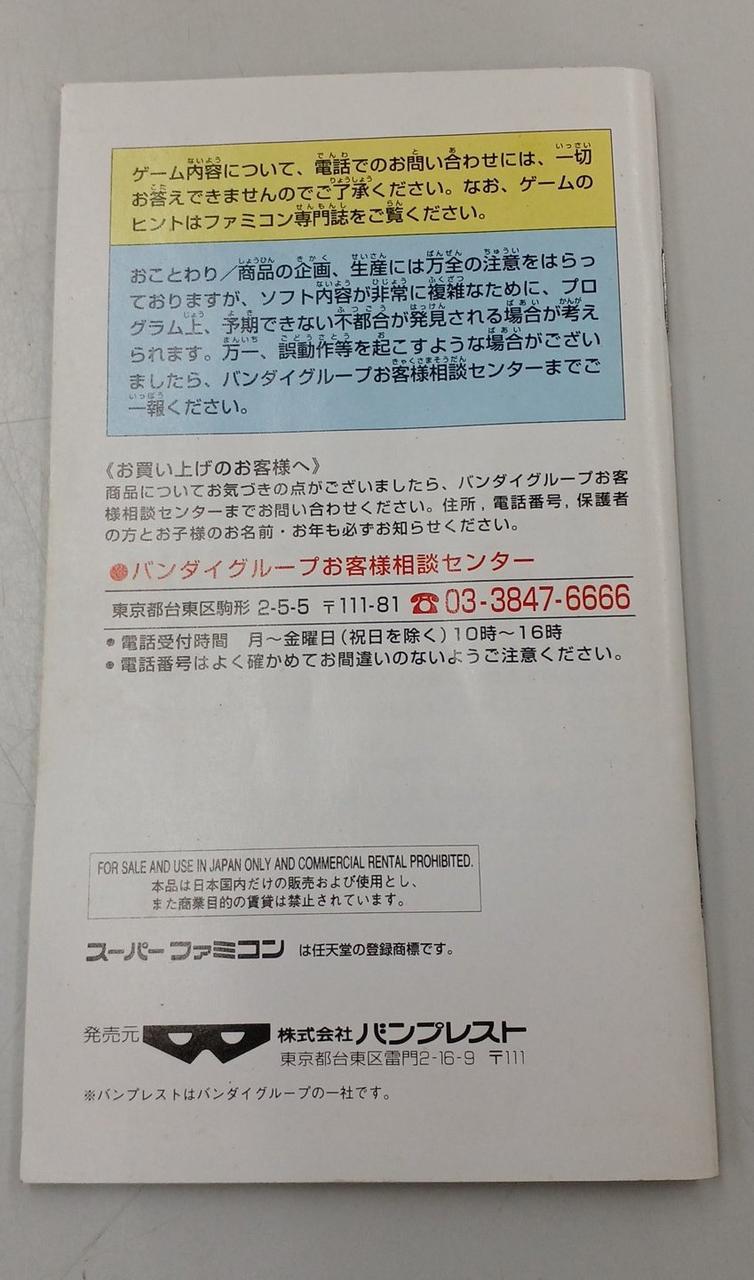 ゲーム内容について、電話でのお問い合わせには、一切
お答えできませんのでご了承ください。なお、ゲームの
ヒントはファミコン専門誌をご覧ください。
おことわり／商品の企画、生産には万全の注意をはらっ
ておりますが、ソフト内容が非常に複雑なために、プロ
グラム上、予期できない不都合が発見される場合が考え
られます。万一、誤動作等を起こすような場合がござい
ましたら、バンダイグループお客様相談センターまでご
一報ください。
《お買い上げのお客様へ》
商品についてお気づきの点がございましたら、バンダイグループお客
様相談センターまでお問い合わせください。住所，電話番号，保護者
の方とお子様のお名前・お年も必ずお知らせください。
●バンダイグループお客様相談センター
東京都台東区駒形 2-5-5 〒111-81 ☎03-3847-6666
●電話受付時間 月～金曜日(祝日を除く)10時～16時
●電話番号はよく確かめてお間違いのないようご注意ください。
FOR SALE AND USE IN JAPAN ONLY AND COMMERCIAL RENTAL PROHIBITED.
本品は日本国内だけの販売および使用とし、
また商業目的の賃貸は禁止されています。
スーパーファミコン は任天堂の登録商標です。
発売元 株式会社 バンプレスト
東京都台東区雷門2-16-9 〒111
※バンプレストはバンダイグループの一社です。